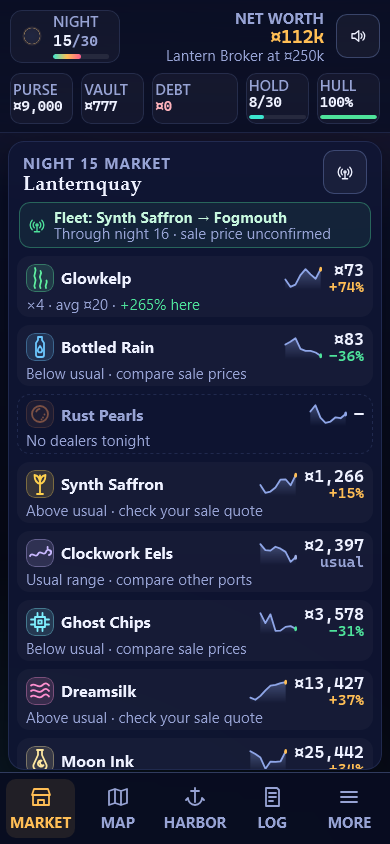 NIGHT
15/30
NET WORTH
¤112k
Lantern Broker at ¤250k
PURSE
¤9,000
VAULT
¤777
DEBT
¤0
HOLD
8/30
HULL
100%
NIGHT 15 MARKET
Lanternquay
Fleet: Synth Saffron → Fogmouth
Through night 16 · sale price unconfirmed
Glowkelp
¤73
+74%
×4 · avg ¤20 · +265% here
Bottled Rain
¤83
−36%
Below usual · compare sale prices
Rust Pearls
—
No dealers tonight
Synth Saffron
¤1,266
+15%
Above usual · check your sale quote
Clockwork Eels
¤2,397
usual
Usual range · compare other ports
Ghost Chips
¤3,578
−31%
Below usual · compare sale prices
Dreamsilk
¤13,427
+37%
Above usual · check your sale quote
Moon Ink
¤25,442
MARKET
MAP
HARBOR
LOG
MORE